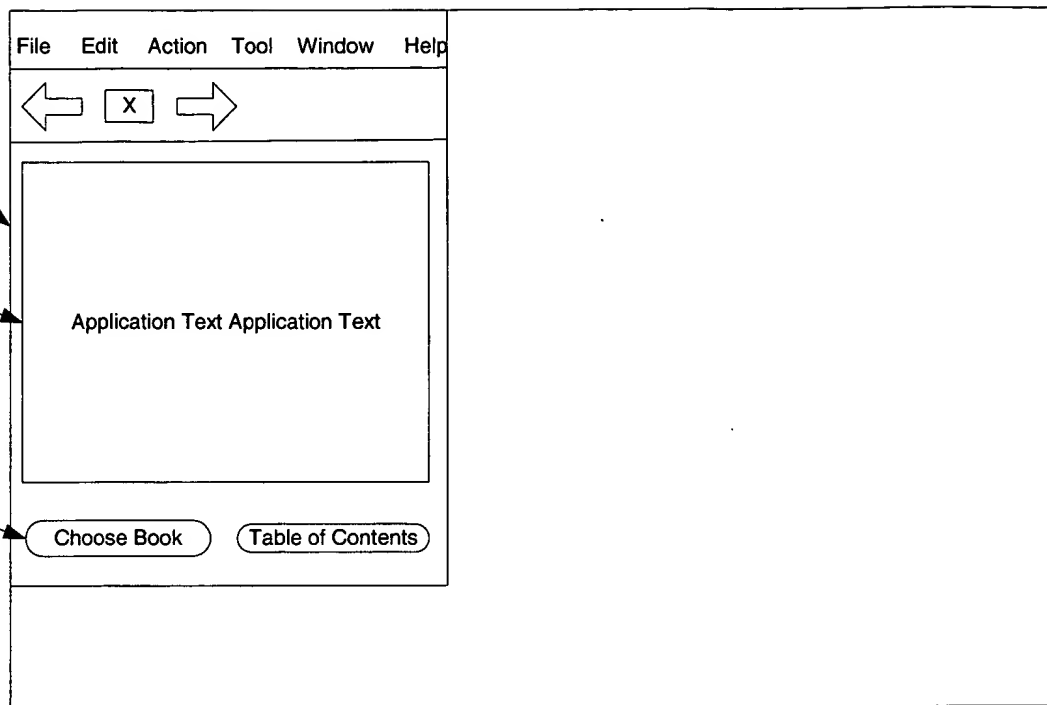 File Edit Action Tool Window Help
X
Application Text Application Text
Choose Book Table of Contents